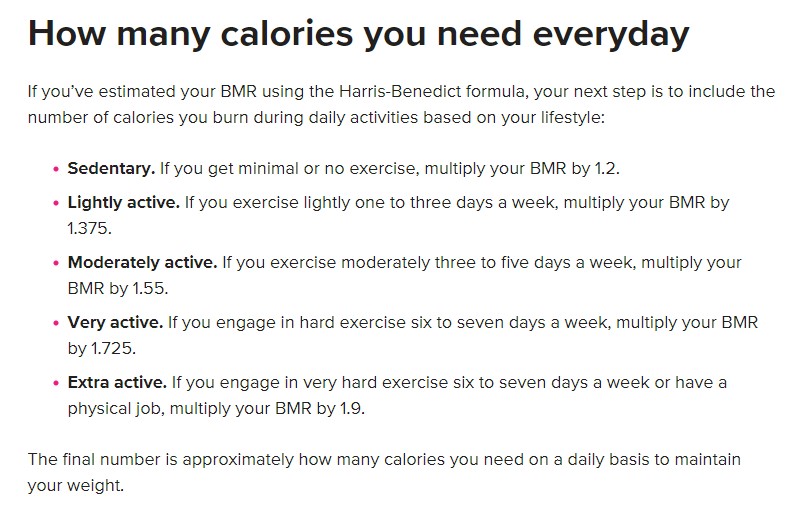 How many calories you need everyday
If you’ve estimated your BMR using the Harris-Benedict formula, your next step is to include the
number of calories you burn during daily activities based on your lifestyle:
• Sedentary. If you get minimal or no exercise, multiply your BMR by 1.2.
• Lightly active. If you exercise lightly one to three days a week, multiply your BMR by
1.375.
• Moderately active. If you exercise moderately three to five days a week, multiply your
BMR by 1.55.
• Very active. If you engage in hard exercise six to seven days a week, multiply your BMR
by 1.725.
• Extra active. If you engage in very hard exercise six to seven days a week or have a
physical job, multiply your BMR by 1.9.
The final number is approximately how many calories you need on a daily basis to maintain
your weight.